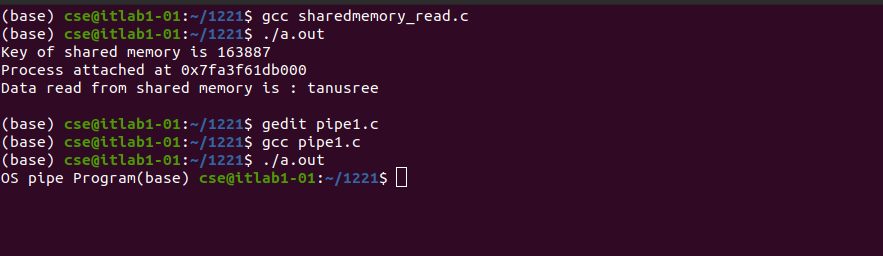 (base) cse@itlab1-01:~/1221$ gcc sharedmemory_read.c
(base) cse@itlab1-01:~/1221$ ./a.out
Key of shared memory is 163887
Process attached at 0x7fa3f61db000
Data read from shared memory is : tanusree
(base) cse@itlab1-01:~/1221$ gedit pipe1.c
(base) cse@itlab1-01:~/1221$ gcc pipe1.c
(base) cse@itlab1-01:~/1221$ ./a.out
OS pipe Program(base) cse@itlab1-01:~/1221$